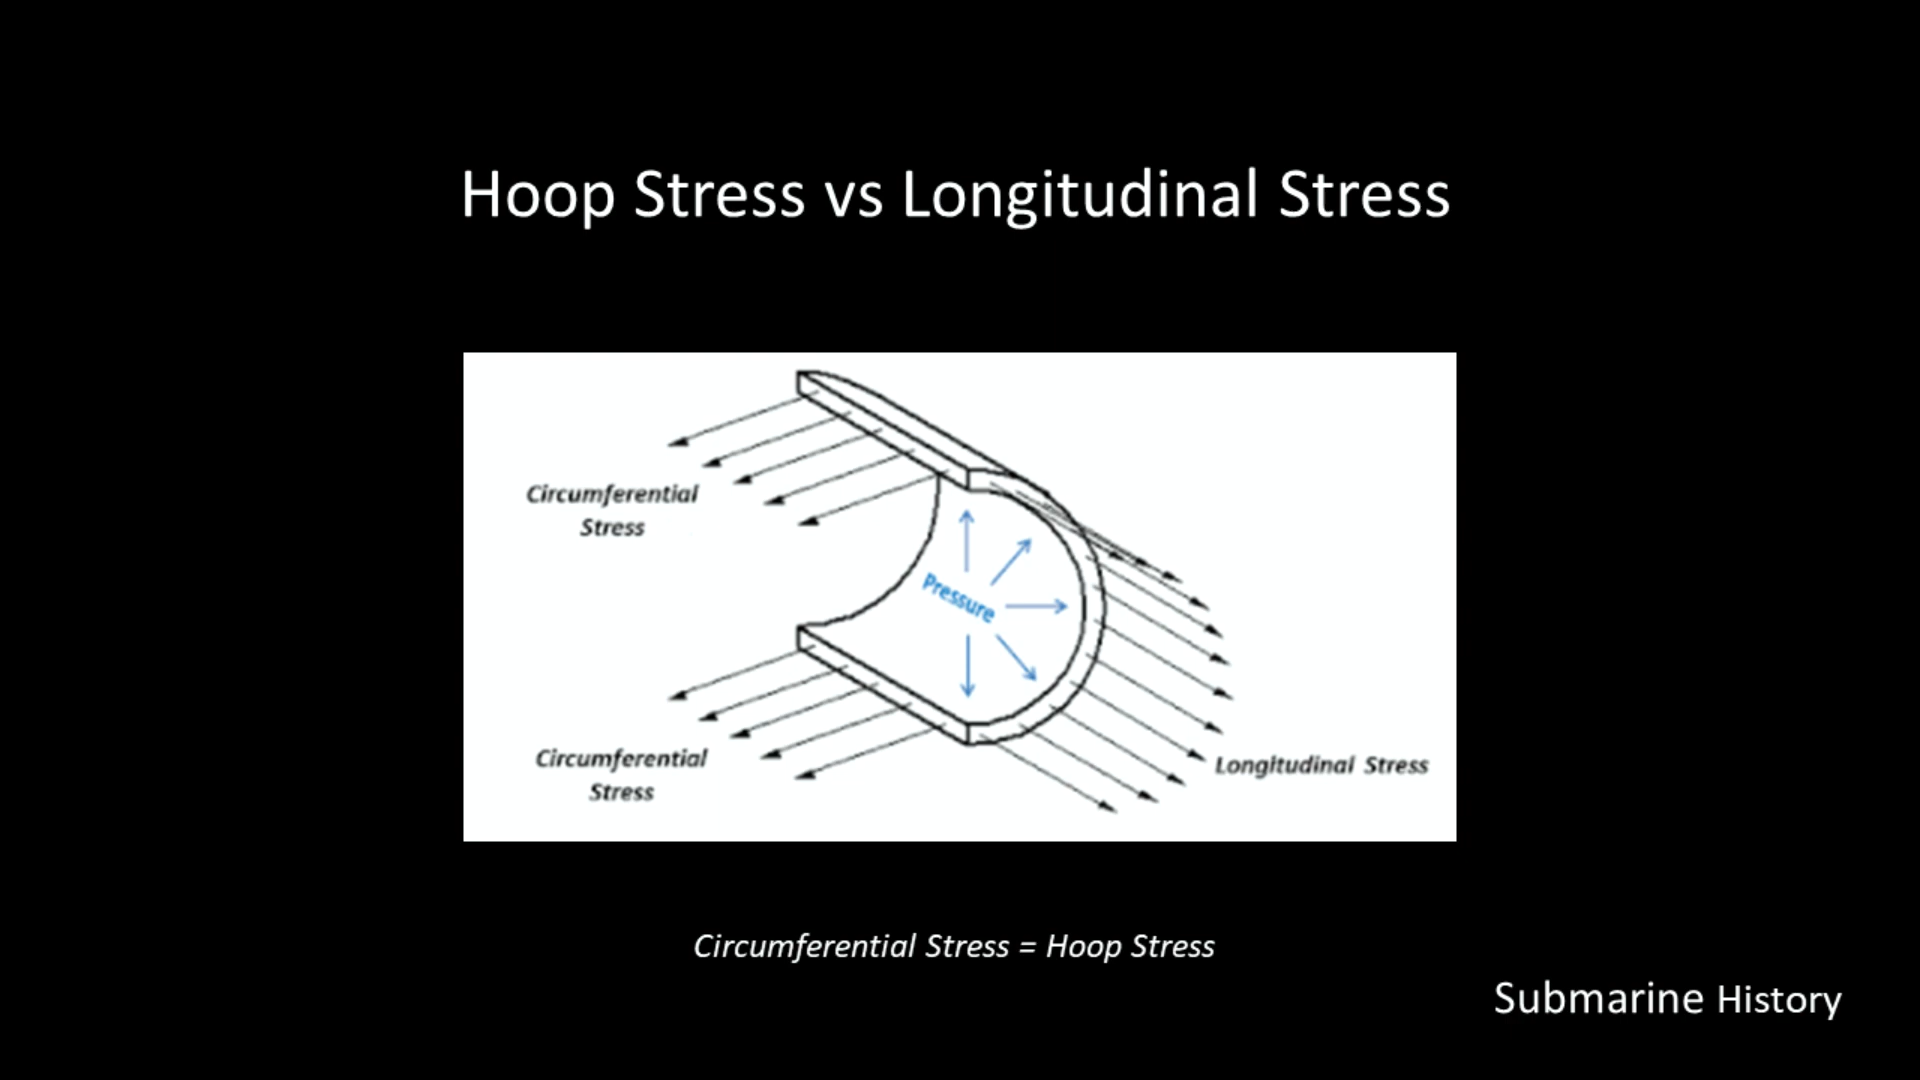 Hoop Stress vs Longitudinal Stress
Circumferential
Stress
Pressure
Circumferential
Stress
Longitudinal Stress
Circumferential Stress = Hoop Stress
Submarine History